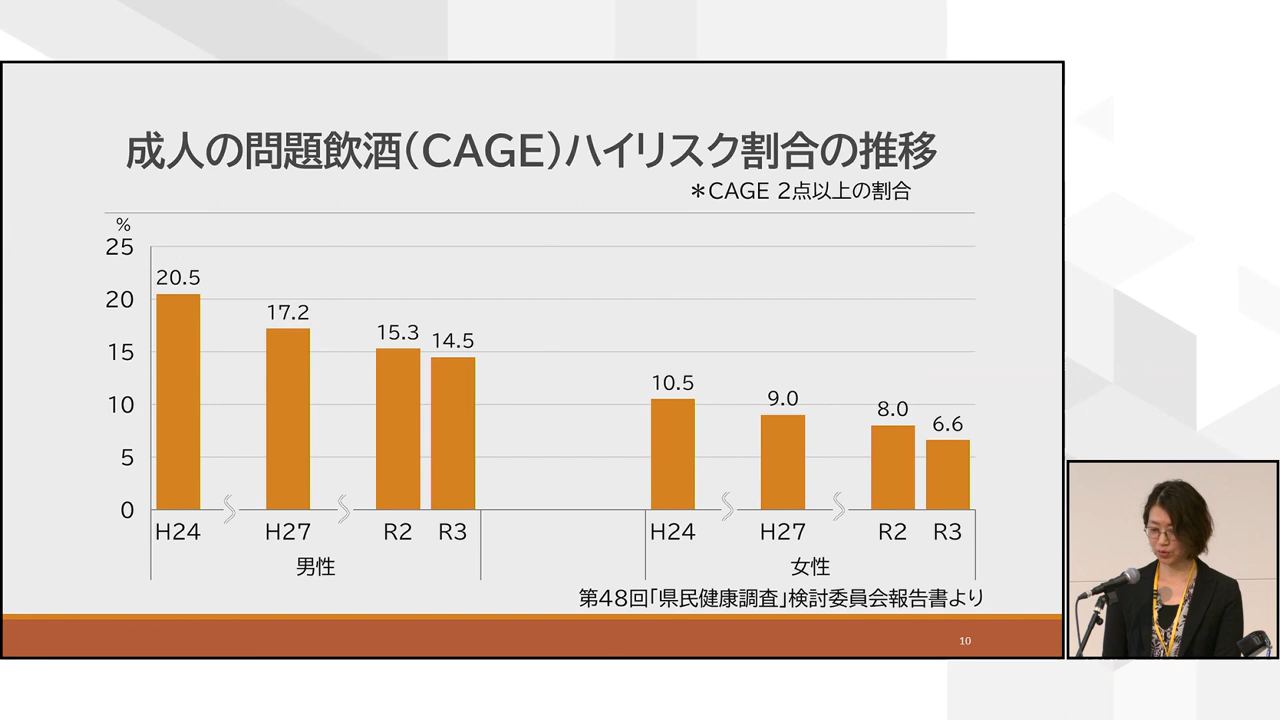 成人の問題飲酒(CAGE)ハイリスク割合の推移
＊CAGE 2点以上の割合
%
25
20
15
10
5
0
20.5
17.2
15.3
14.5
10.5
9.0
8.0
6.6
H24
H27
R2
R3
H24
H27
R2
R3
男性
女性
第48回「県民健康調査」検討委員会報告書より
10